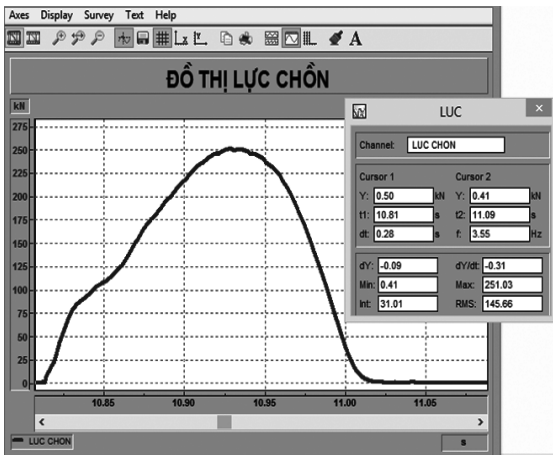 Axes Display Survey Text Help
ĐỒ THỊ LỰC CHỒN
kN
275
250
225
200
175
150
125
100
75
50
25
0
10.85 10.90 10.95 11.00 11.05
LUC CHON
s
LUC
Channel: LUC CHON
Cursor 1 Cursor 2
Y: 0.50 kN Y: 0.41 kN
t1: 10.81 s t2: 11.09 s
dt: 0.28 s f: 3.55 Hz
dY: -0.09 dY/dt: -0.31
Min: 0.41 Max: 251.03
Int: 31.01 RMS: 145.66